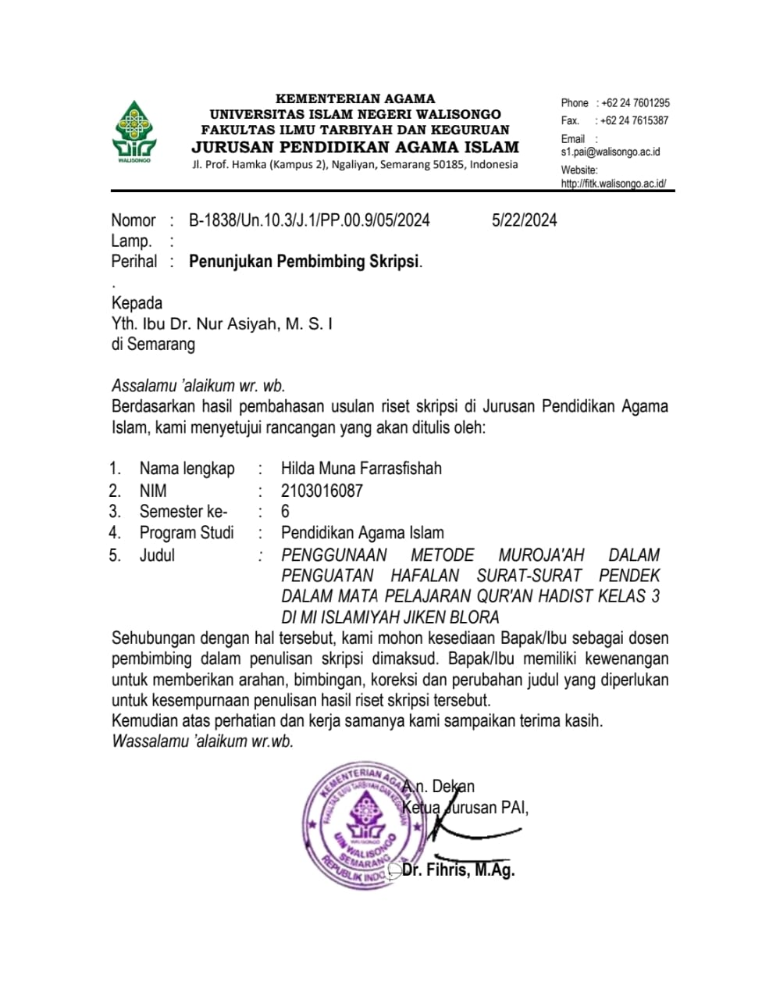 KEMENTERIAN AGAMA
UNIVERSITAS ISLAM NEGERI WALISONGO
FAKULTAS ILMU TARBIYAH DAN KEGURUAN
JURUSAN PENDIDIKAN AGAMA ISLAM
Jl. Prof. Hamka (Kampus 2), Ngaliyan, Semarang 50185, Indonesia
WALISONGO
Phone : +62 24 7601295
Fax. : +62 24 7615387
Email :
s1.pai@walisongo.ac.id
Website:
http://fitk.walisongo.ac.id/
Nomor : B-1838/Un.10.3/J.1/PP.00.9/05/2024 5/22/2024
Lamp. :
Perihal : Penunjukan Pembimbing Skripsi.
.
Kepada
Yth. Ibu Dr. Nur Asiyah, M. S. I
di Semarang
Assalamu ’alaikum wr. wb.
Berdasarkan hasil pembahasan usulan riset skripsi di Jurusan Pendidikan Agama
Islam, kami menyetujui rancangan yang akan ditulis oleh:
1. Nama lengkap : Hilda Muna Farrasfishah
2. NIM : 2103016087
3. Semester ke- : 6
4. Program Studi : Pendidikan Agama Islam
5. Judul : PENGGUNAAN METODE MUROJA'AH DALAM
PENGUATAN HAFALAN SURAT-SURAT PENDEK
DALAM MATA PELAJARAN QUR'AN HADIST KELAS 3
DI MI ISLAMIYAH JIKEN BLORA
Sehubungan dengan hal tersebut, kami mohon kesediaan Bapak/Ibu sebagai dosen
pembimbing dalam penulisan skripsi dimaksud. Bapak/Ibu memiliki kewenangan
untuk memberikan arahan, bimbingan, koreksi dan perubahan judul yang diperlukan
untuk kesempurnaan penulisan hasil riset skripsi tersebut.
Kemudian atas perhatian dan kerja samanya kami sampaikan terima kasih.
Wassalamu ’alaikum wr.wb.
A.n. Dekan
Ketua Jurusan PAI,
Dr. Fihris, M.Ag.
KEMENTERIAN AGAMA
FAKULTAS ILMU TARBIYAH DAN KEGURUAN
UIN WALISONGO
SEMARANG
REPUBLIK INDO